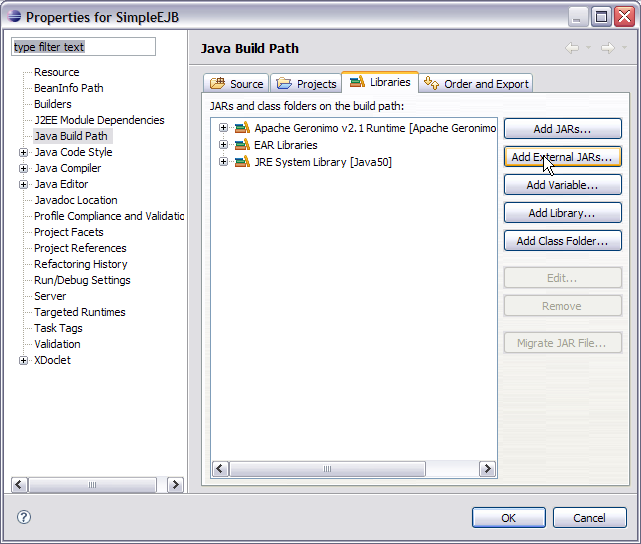 Properties for SimpleEJB
type filter text
Resource
BeanInfo Path
Builders
J2EE Module Dependencies
Java Build Path
Java Code Style
Java Compiler
Java Editor
Javadoc Location
Profile Compliance and Validatio
Project Facets
Project References
Refactoring History
Run/Debug Settings
Server
Targeted Runtimes
Task Tags
Validation
XDoclet
Java Build Path
Source Projects Libraries Order and Export
JARs and class folders on the build path:
Apache Geronimo v2.1 Runtime [Apache Geronimo
EAR Libraries
JRE System Library [Java50]
Add JARs...
Add External JARs...
Add Variable...
Add Library...
Add Class Folder...
Edit...
Remove
Migrate JAR File...
?
OK Cancel